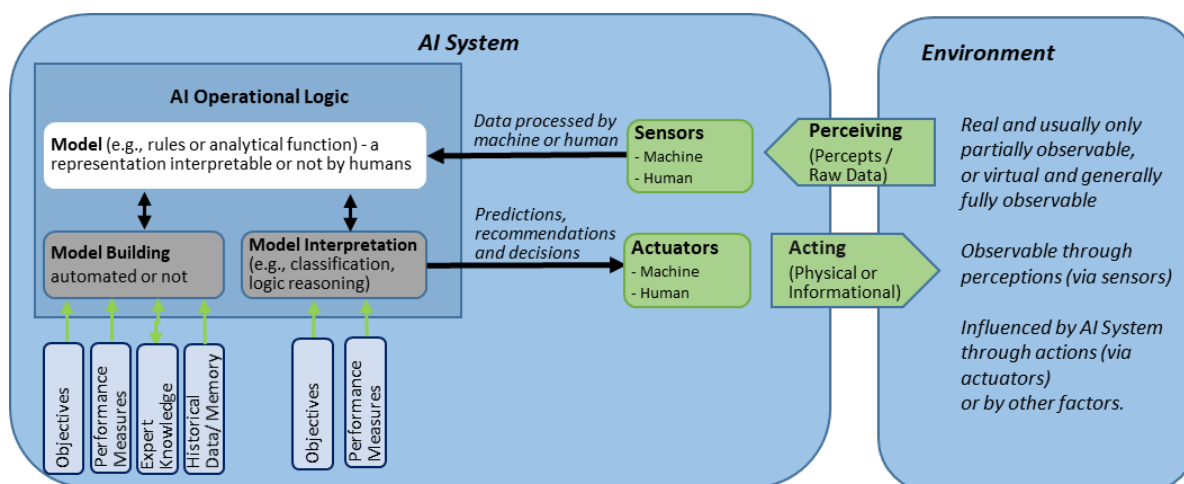 AI System
AI Operational Logic
Model (e.g., rules or analytical function) - a
representation interpretable or not by humans
Model Building
automated or not
Model Interpretation
(e.g., classification,
logic reasoning)
Objectives
Performance
Measures
Expert
Knowledge
Historical
Data/ Memory
Objectives
Performance
Measures
Data processed by
machine or human
Predictions,
recommendations
and decisions
Sensors
- Machine
- Human
Actuators
- Machine
- Human
Perceiving
(Percepts /
Raw Data)
Acting
(Physical or
Informational)
Environment
Real and usually only
partially observable,
or virtual and generally
fully observable
Observable through
perceptions (via sensors)
Influenced by AI System
through actions (via
actuators)
or by other factors.